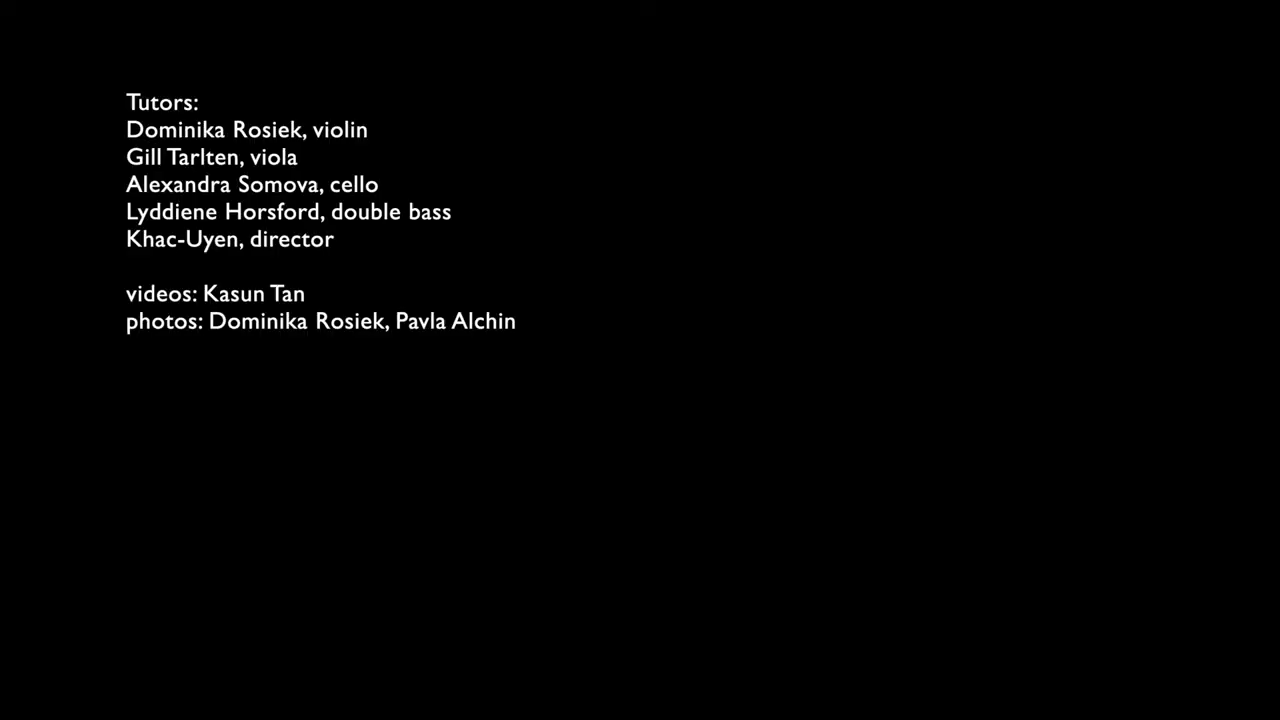 Tutors:
Dominika Rosiek, violin
Gill Tarlten, viola
Alexandra Somova, cello
Lyddiene Horsford, double bass
Khac-Uyen, director
videos: Kasun Tan
photos: Dominika Rosiek, Pavla Alchin